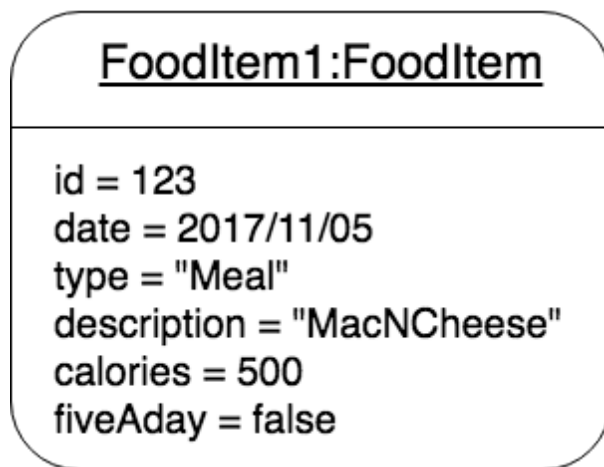 FoodItem1:FoodItem
id = 123
date = 2017/11/05
type = "Meal"
description = "MacNCheese"
calories = 500
fiveAday = false